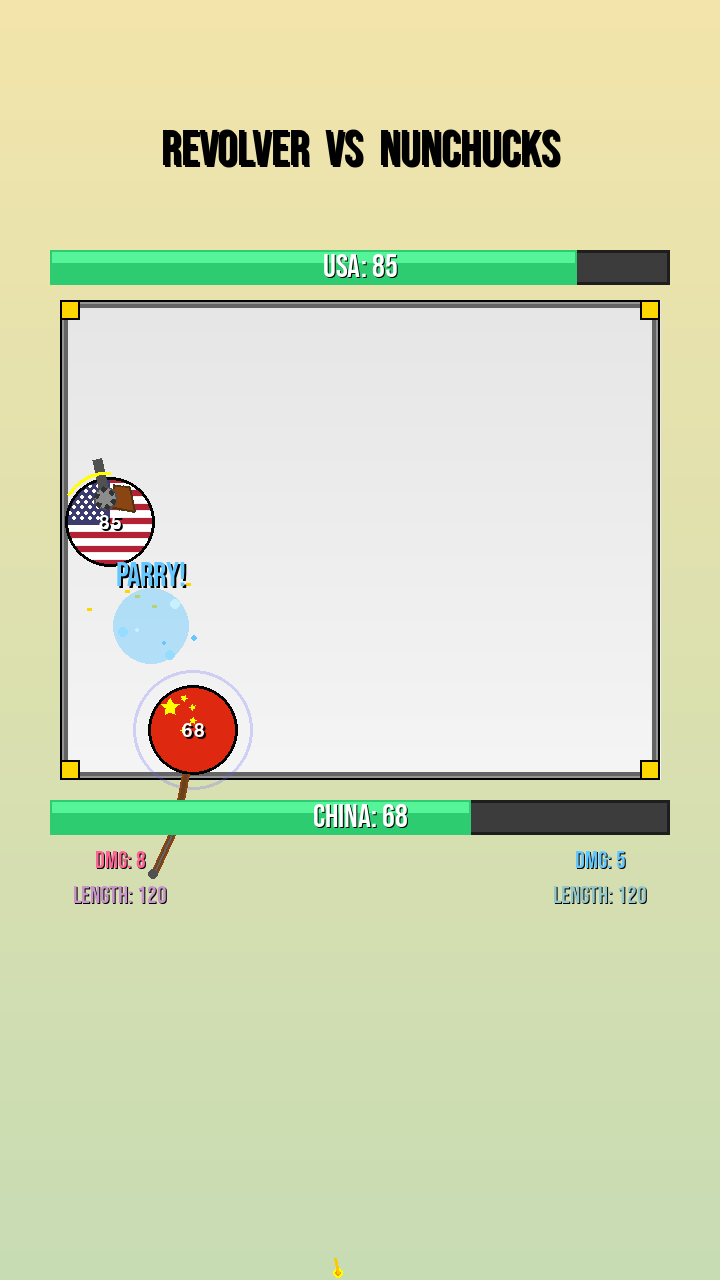 REVOLVER VS NUNCHUCKS
USA: 85
85
PARRY!
68
CHINA: 68
DMG: 8
DMG: 5
LENGTH: 120
LENGTH: 120